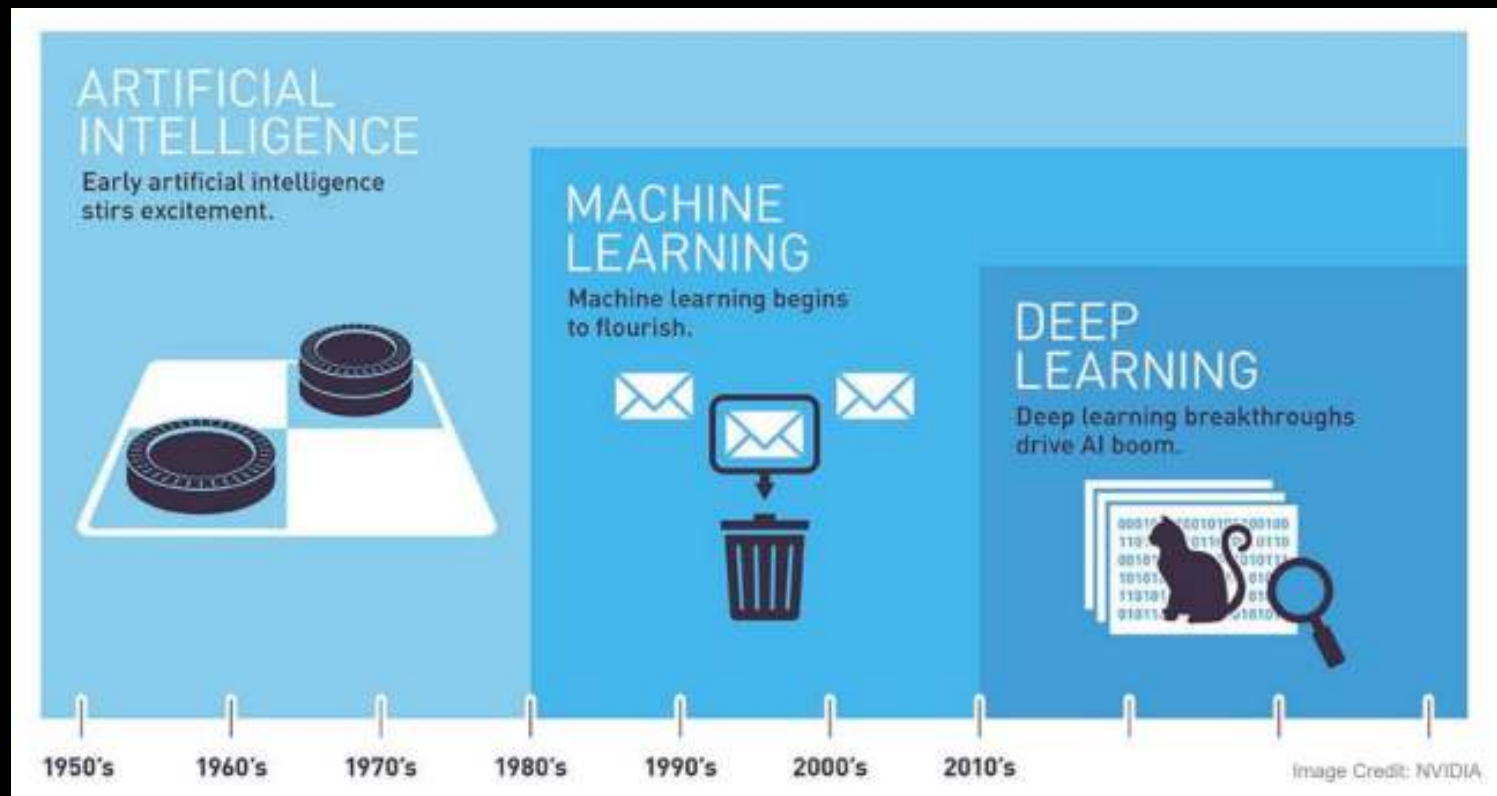 ARTIFICIAL
INTELLIGENCE
Early artificial intelligence
stirs excitement.
MACHINE
LEARNING
Machine learning begins
to flourish.
DEEP
LEARNING
Deep learning breakthroughs
drive AI boom.
1950's 1960's 1970's 1980's 1990's 2000's 2010's
Image Credit: NVIDIA